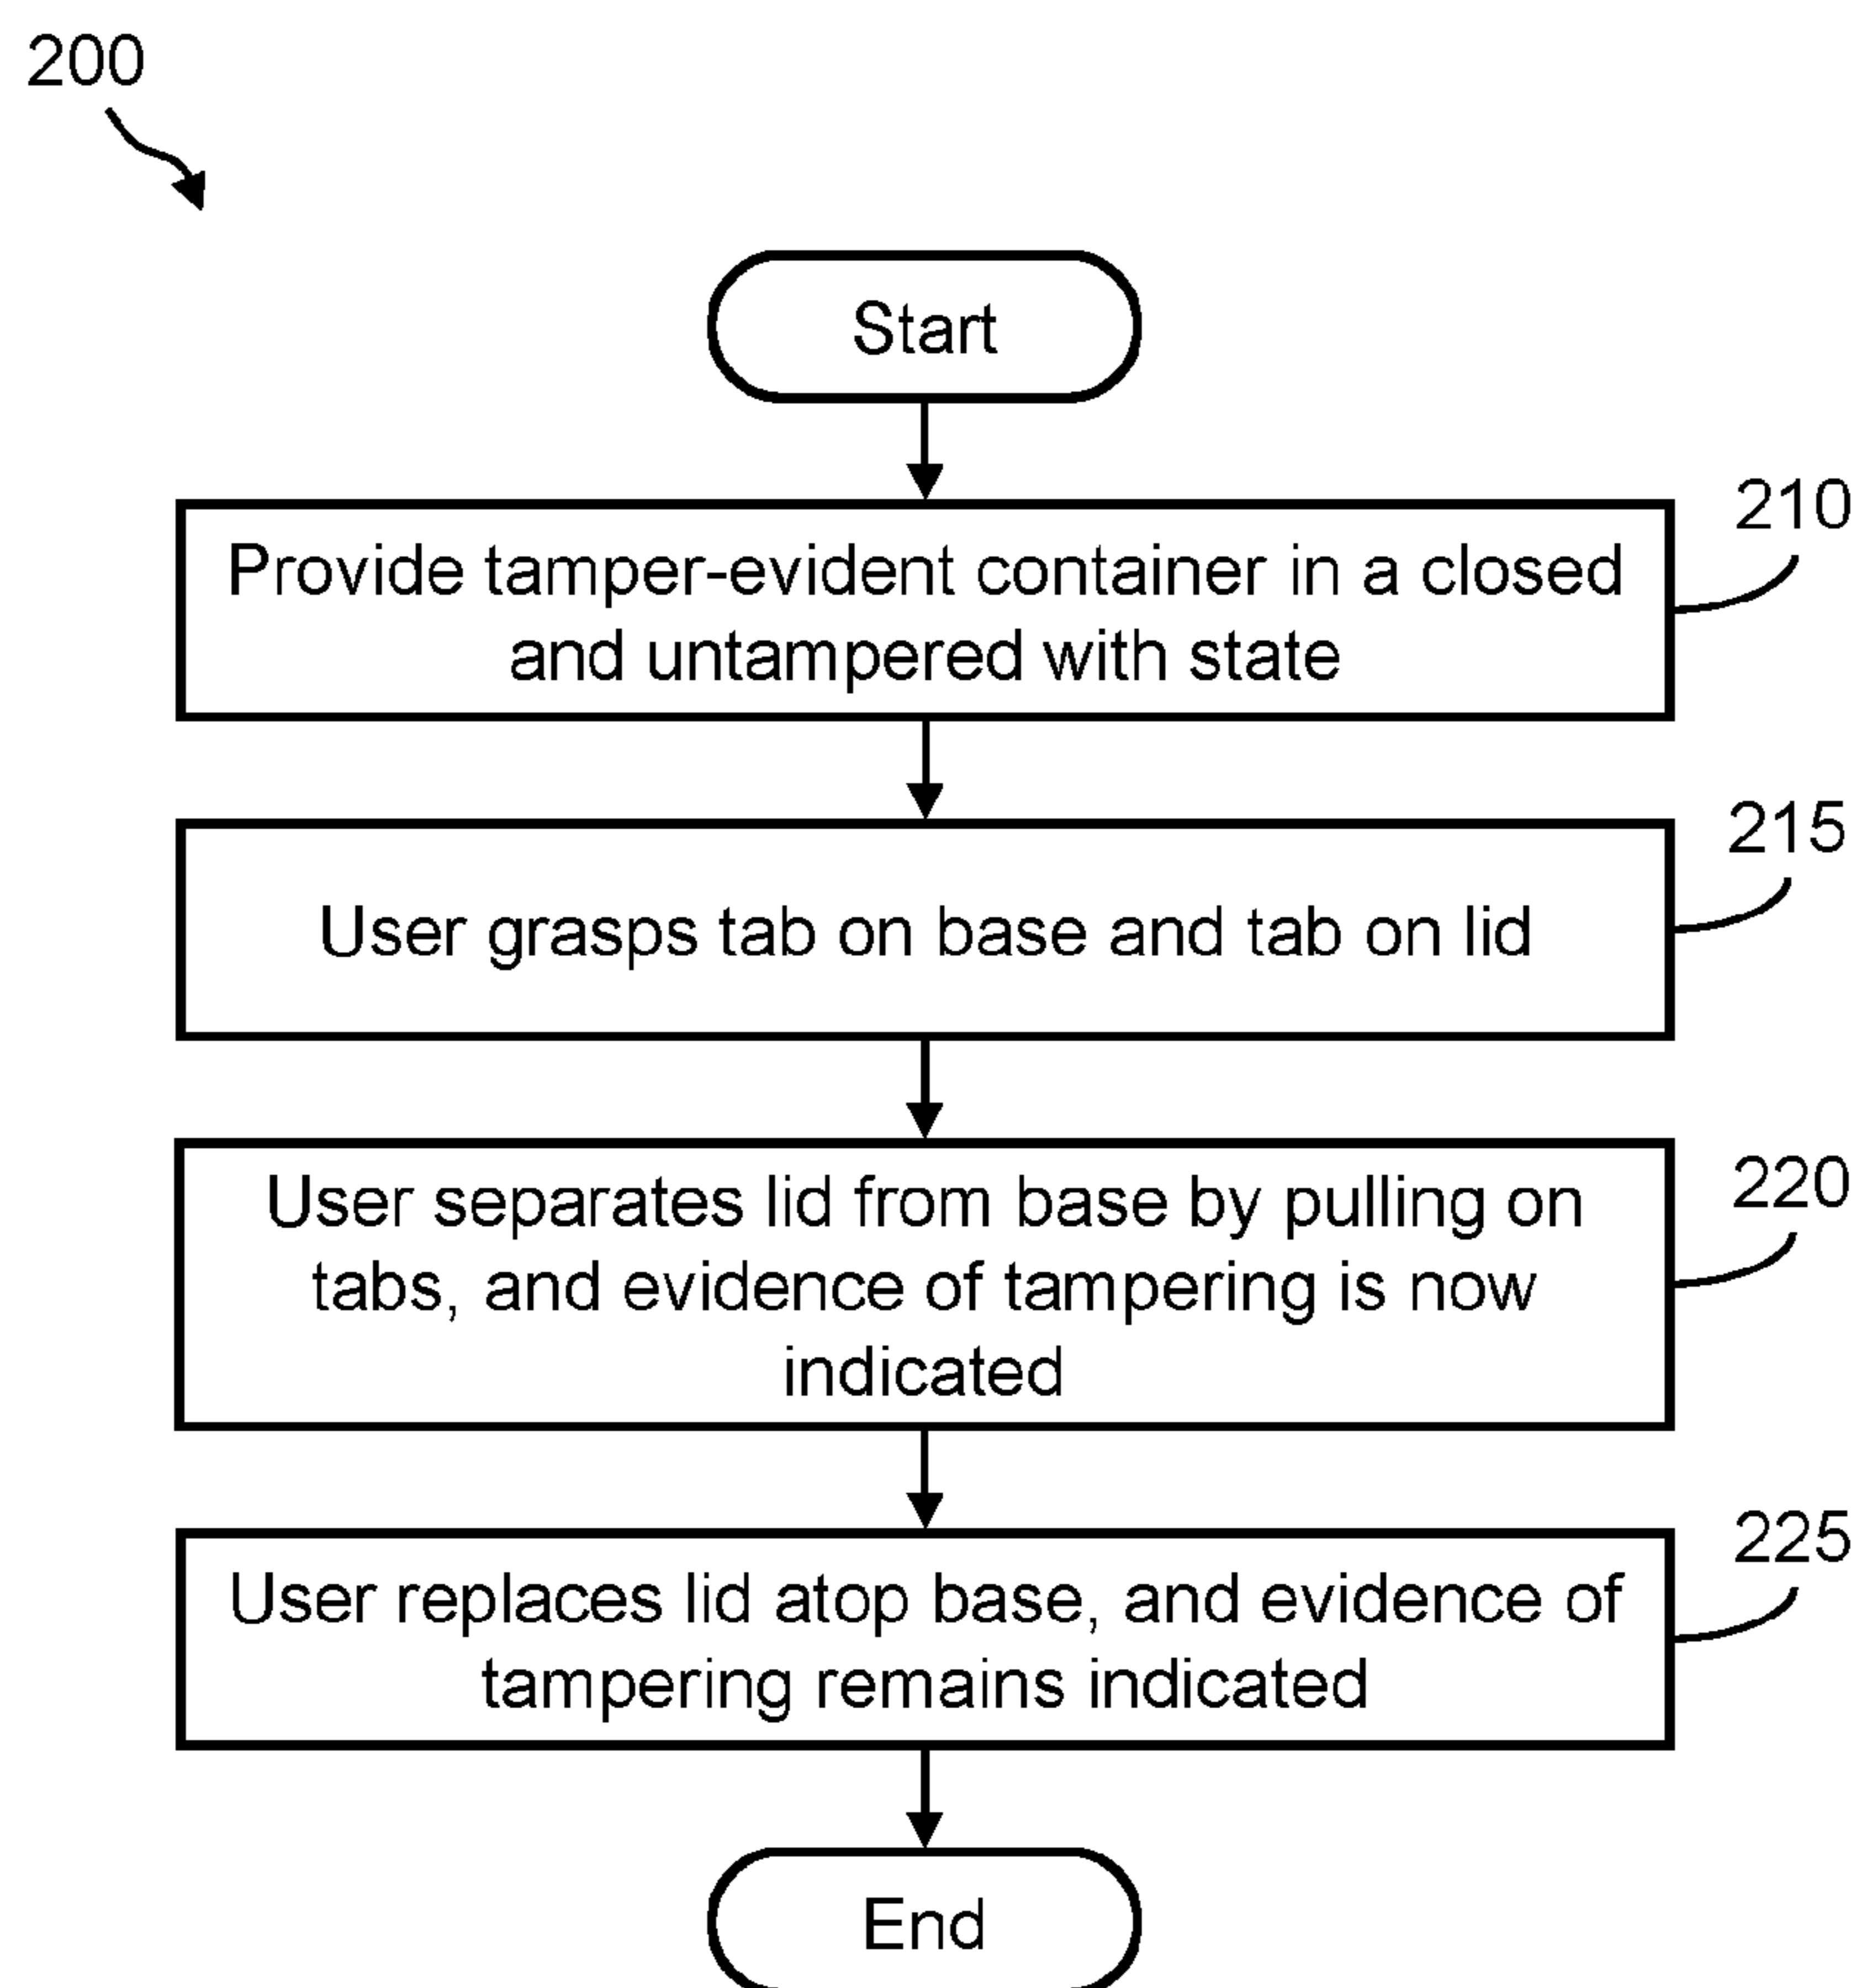 200
Start
210
Provide tamper-evident container in a closed
and untampered with state
215
User grasps tab on base and tab on lid
220
User separates lid from base by pulling on
tabs, and evidence of tampering is now
indicated
225
User replaces lid atop base, and evidence of
tampering remains indicated
End